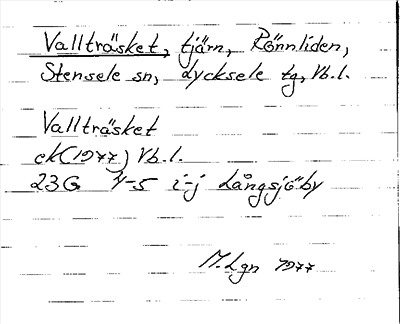 Vallträsket, tjärn, Rönnliden,
Stensele sn, Lycksele tg, Vb.l.
Vallträsket
ek(1977) Vb.l.
23G 4-5 i-j Långsjöby
M.Lgn 1977